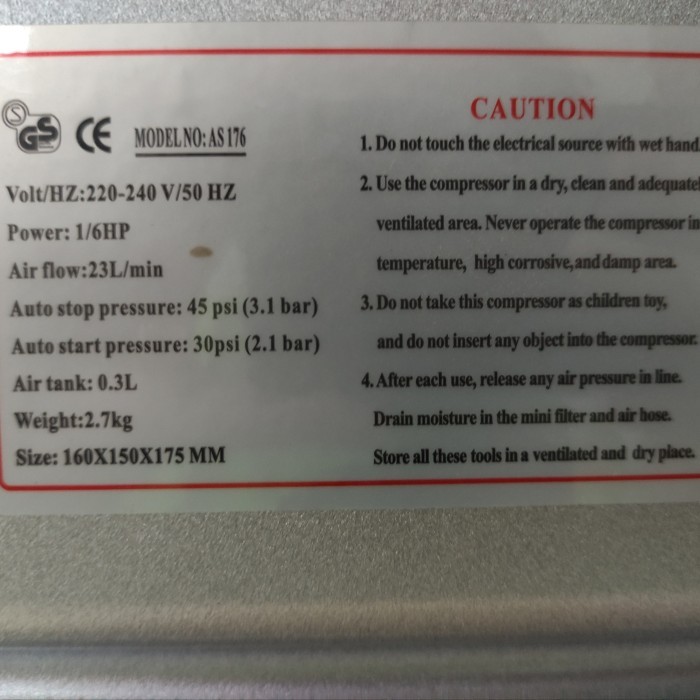 S GS CE MODEL NO: AS 176
Volt/HZ:220-240 V/50 HZ
Power: 1/6HP
Air flow:23L/min
Auto stop pressure: 45 psi (3.1 bar)
Auto start pressure: 30psi (2.1 bar)
Air tank: 0.3L
Weight:2.7kg
Size: 160X150X175 MM
CAUTION
1. Do not touch the electrical source with wet hand
2. Use the compressor in a dry, clean and adequatel
ventilated area. Never operate the compressor in
temperature, high corrosive,and damp area.
3. Do not take this compressor as children toy,
and do not insert any object into the compressor.
4. After each use, release any air pressure in line.
Drain moisture in the mini filter and air hose.
Store all these tools in a ventilated and dry place.